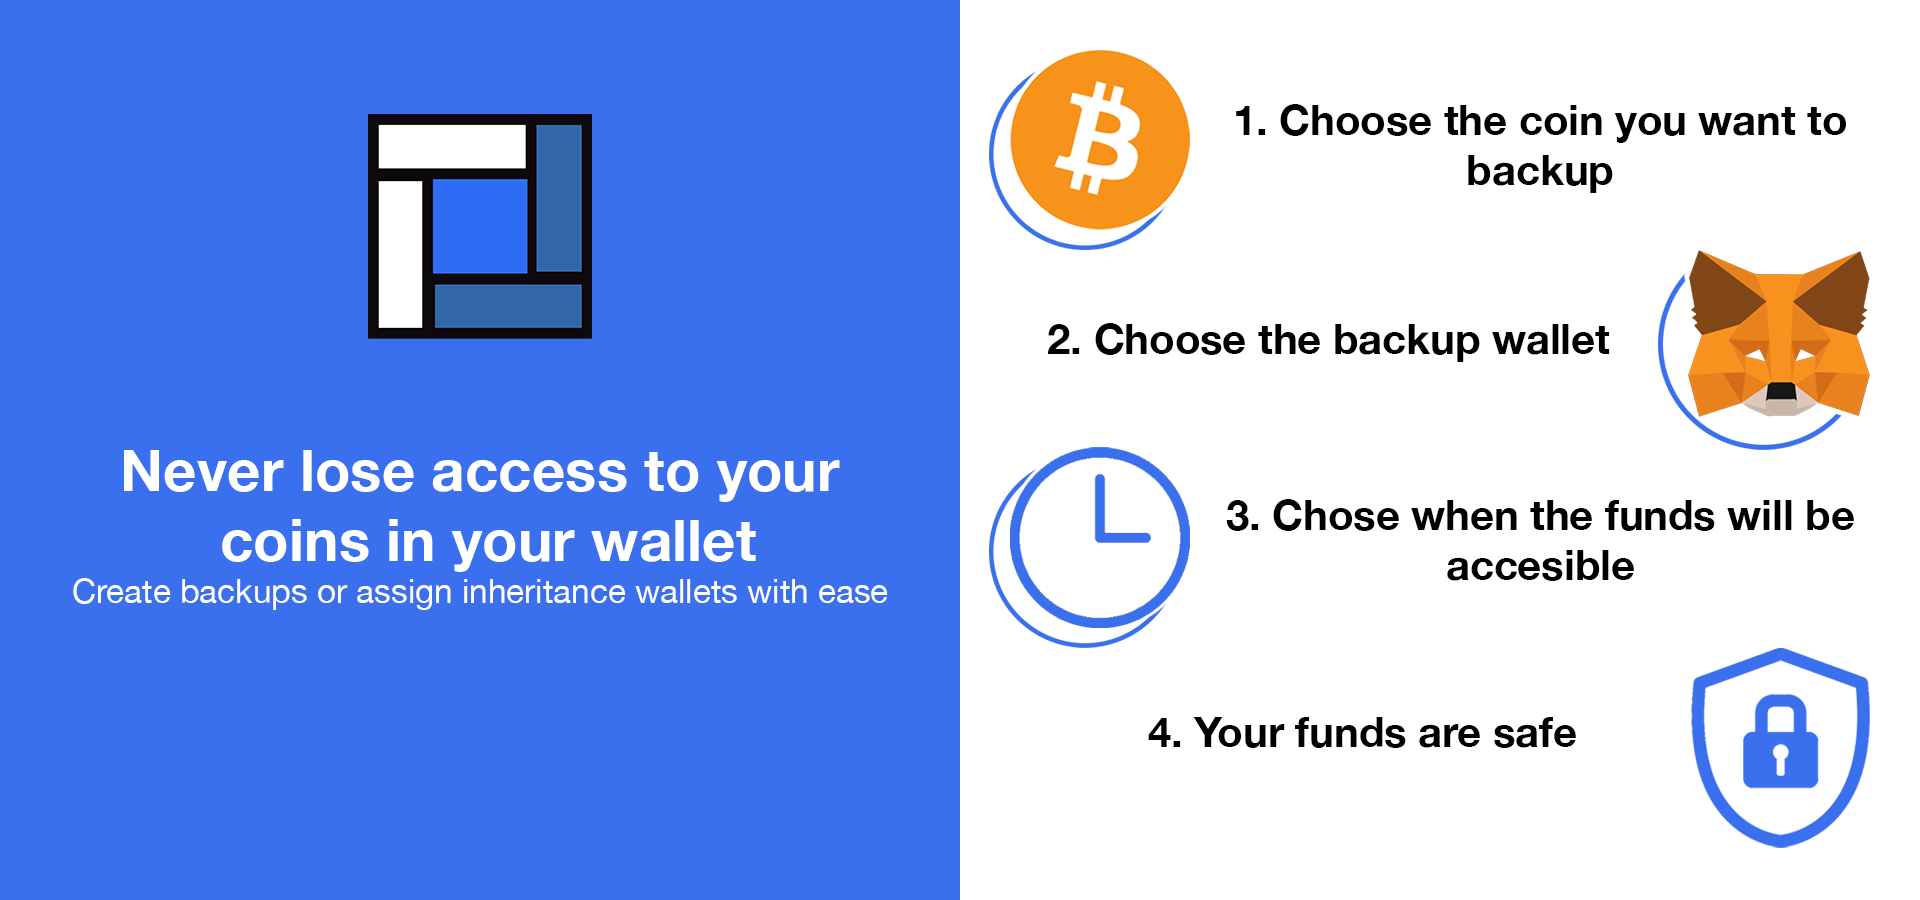 Never lose access to your
coins in your wallet
Create backups or assign inheritance wallets with ease
1. Choose the coin you want to
backup
2. Choose the backup wallet
3. Chose when the funds will be
accesible
4. Your funds are safe